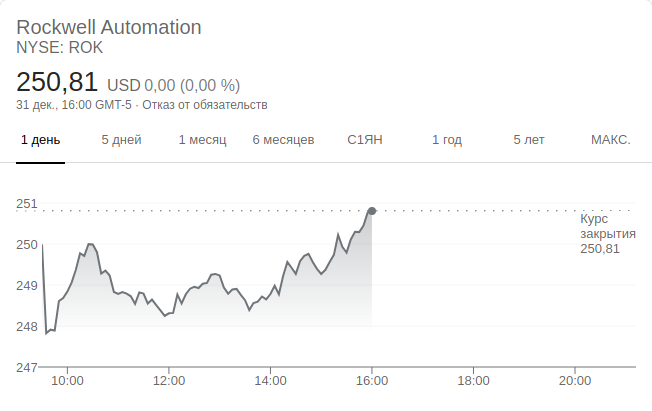 Rockwell Automation
NYSE: ROK
250,81 USD 0,00 (0,00 %)
31 дек., 16:00 GMT-5 · Отказ от обязательств
1 день 5 дней 1 месяц 6 месяцев С1ЯН 1 год 5 лет МАКС.
251
Курс
закрытия
250,81
250
249
248
247
10:00 12:00 14:00 16:00 18:00 20:00